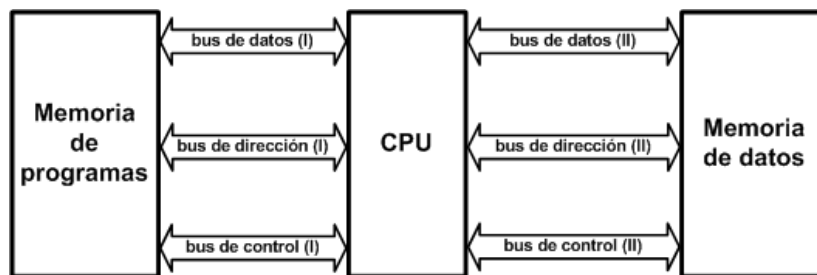 bus de datos (I)
bus de datos (II)
Memoria
de
programas
bus de dirección (I)
CPU
bus de dirección (II)
Memoria
de datos
bus de control (I)
bus de control (II)